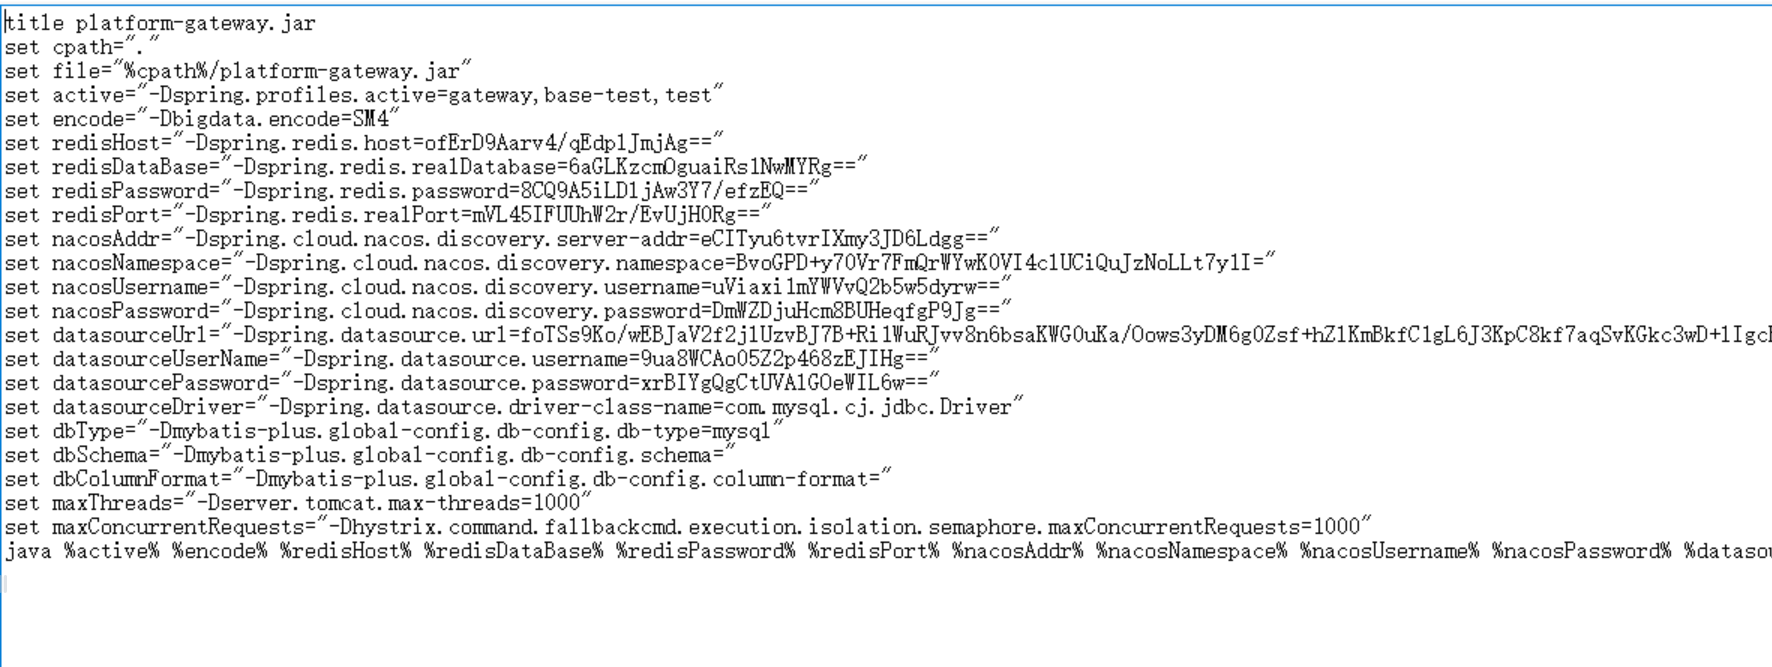 title platform-gateway.jar
set cpath="."
set file="%cpath%/platform-gateway.jar"
set active="-Dspring.profiles.active=gateway,base-test,test"
set encode="-Dbigdata.encode=SM4"
set redisHost="-Dspring.redis.host=ofErD9Aarv4/qEdplJmjAg=="
set redisDataBase="-Dspring.redis.realDatabase=6aGLKzcmOguaiRs1NwMYRg=="
set redisPassword="-Dspring.redis.password=8CQ9A5iLD1jAw3Y7/efzEQ=="
set redisPort="-Dspring.redis.realPort=mVL45IFUUhW2r/EvUjHORg=="
set nacosAddr="-Dspring.cloud.nacos.discovery.server-addr=eCITyu6tvrIXmy3JD6Ldgg=="
set nacosNamespace="-Dspring.cloud.nacos.discovery.namespace=BvoGPD+y70Vr7FmQrWYwK0VI4c1UCiQuJzNoLLt7y1I="
set nacosUsername="-Dspring.cloud.nacos.discovery.username=uViaxi1mYWVvQ2b5w5dyrw=="
set nacosPassword="-Dspring.cloud.nacos.discovery.password=DmWZDjuHcm8BUHeqfgP9Jg=="
set datasourceUrl="-Dspring.datasource.url=foTSs9Ko/wEBJaV2f2j1UzvBJ7B+Ri1WuRJvv8n6bsaKWG0uKa/Oows3yDM6g0Zsf+hZ1KmBkfC1gL6J3KpC8kf7aqSvKGkc3wD+1Igc
set datasourceUserName="-Dspring.datasource.username=9ua8WCAo05Z2p468zEJIHg=="
set datasourcePassword="-Dspring.datasource.password=xrBIYgQgCtUVA1GOeWIL6w=="
set datasourceDriver="-Dspring.datasource.driver-class-name=com.mysql.cj.jdbc.Driver"
set dbType="-Dmybatis-plus.global-config.db-config.db-type=mysql"
set dbSchema="-Dmybatis-plus.global-config.db-config.schema="
set dbColumnFormat="-Dmybatis-plus.global-config.db-config.column-format="
set maxThreads="-Dserver.tomcat.max-threads=1000"
set maxConcurrentRequests="-Dhystrix.command.fallbackcmd.execution.isolation.semaphore.maxConcurrentRequests=1000"
java %active% %encode% %redisHost% %redisDataBase% %redisPassword% %redisPort% %nacosAddr% %nacosNamespace% %nacosUsername% %nacosPassword% %datasou